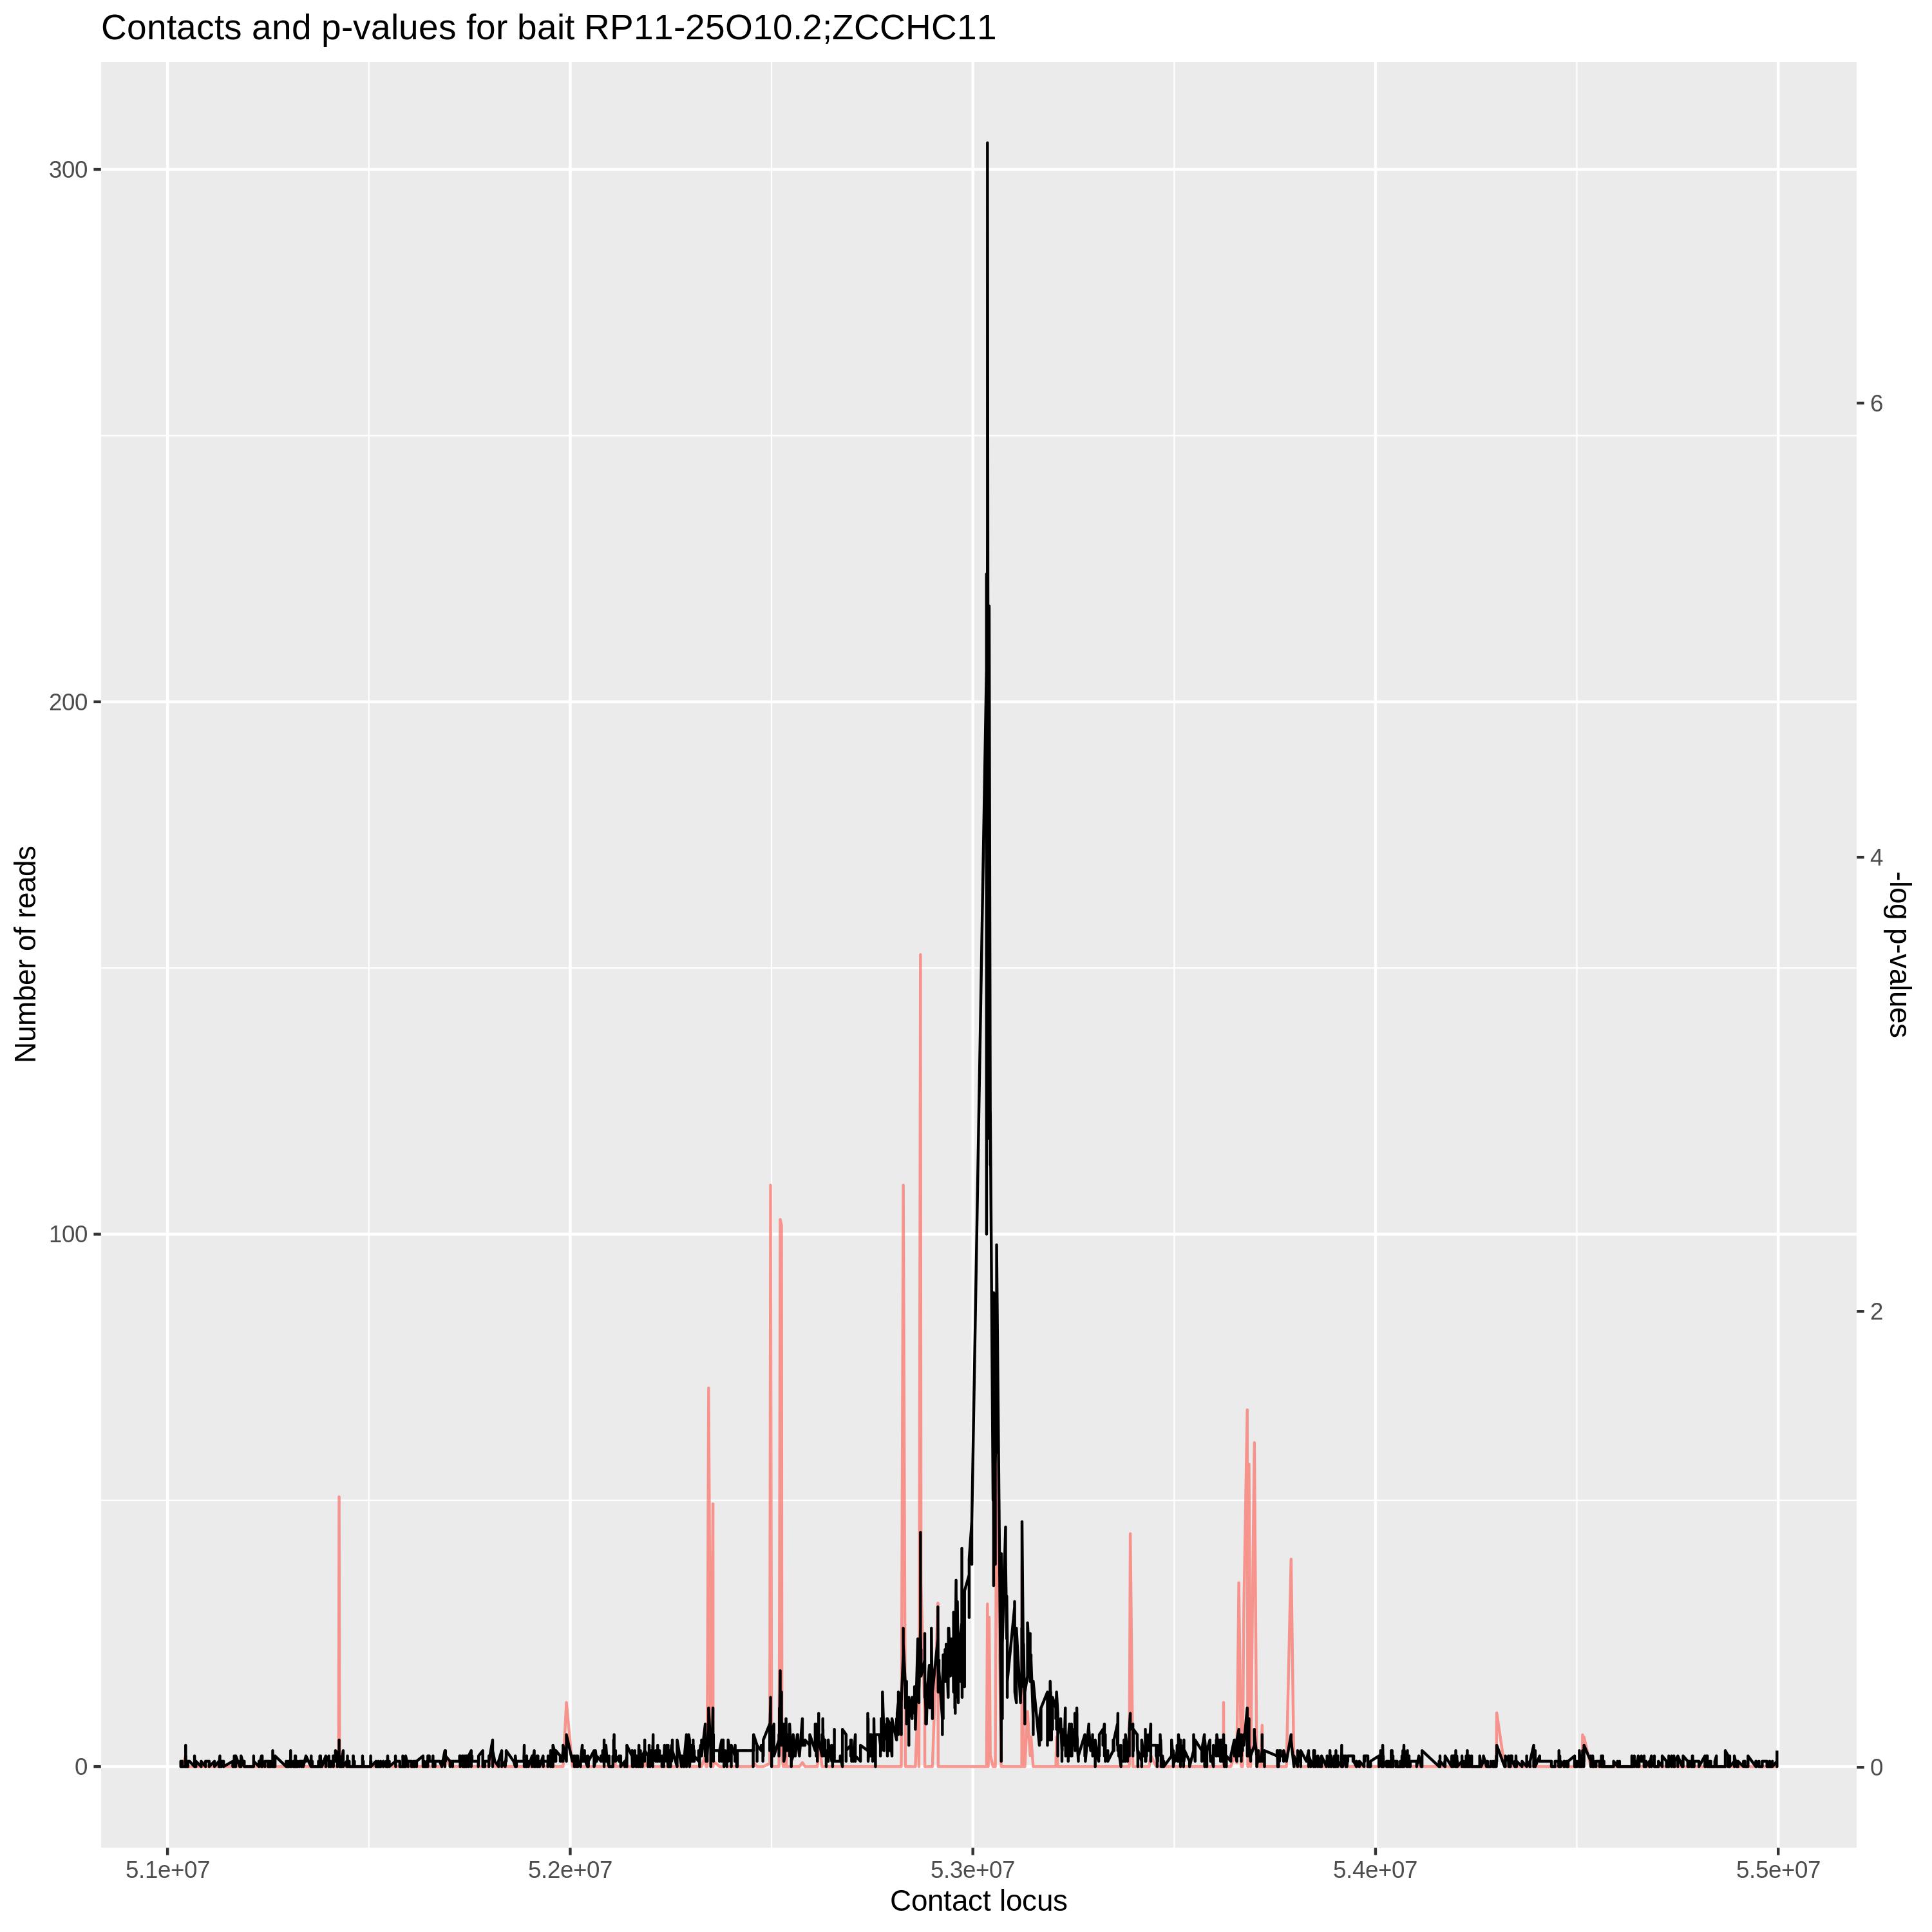 Contacts and p-values for bait RP11-25O10.2;ZCCHC11
300
200
100
0
Number of reads
6
4
2
0
-log p-values
5.1e+07 5.2e+07 5.3e+07 5.4e+07 5.5e+07
Contact locus